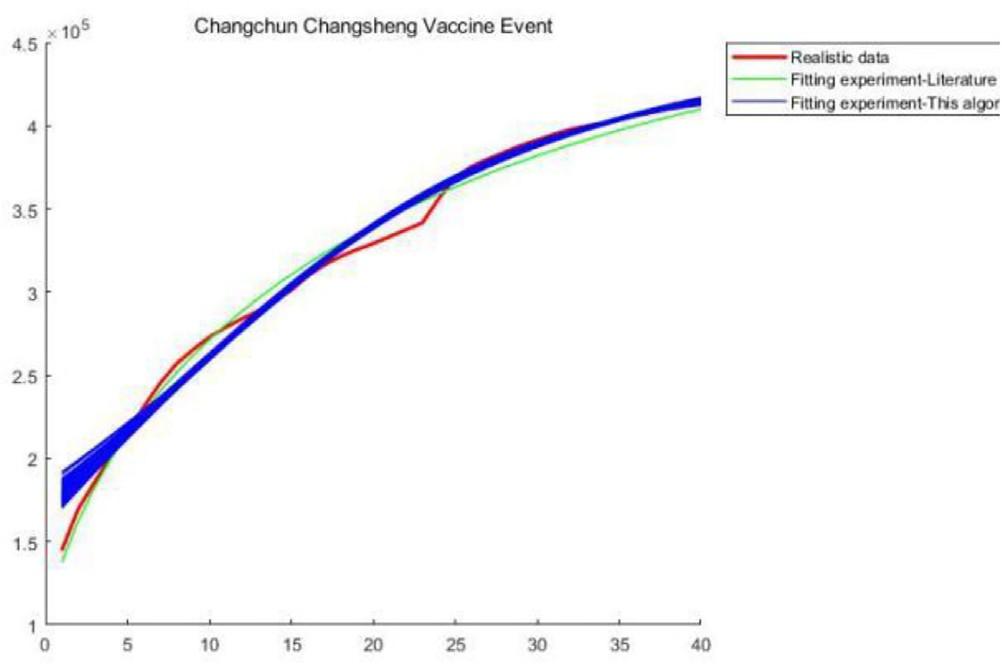 Changchun Changsheng Vaccine Event
×10⁵
4.5
4
3.5
3
2.5
2
1.5
1
0 5 10 15 20 25 30 35 40
Realistic data
Fitting experiment-Literature
Fitting experiment-This algor